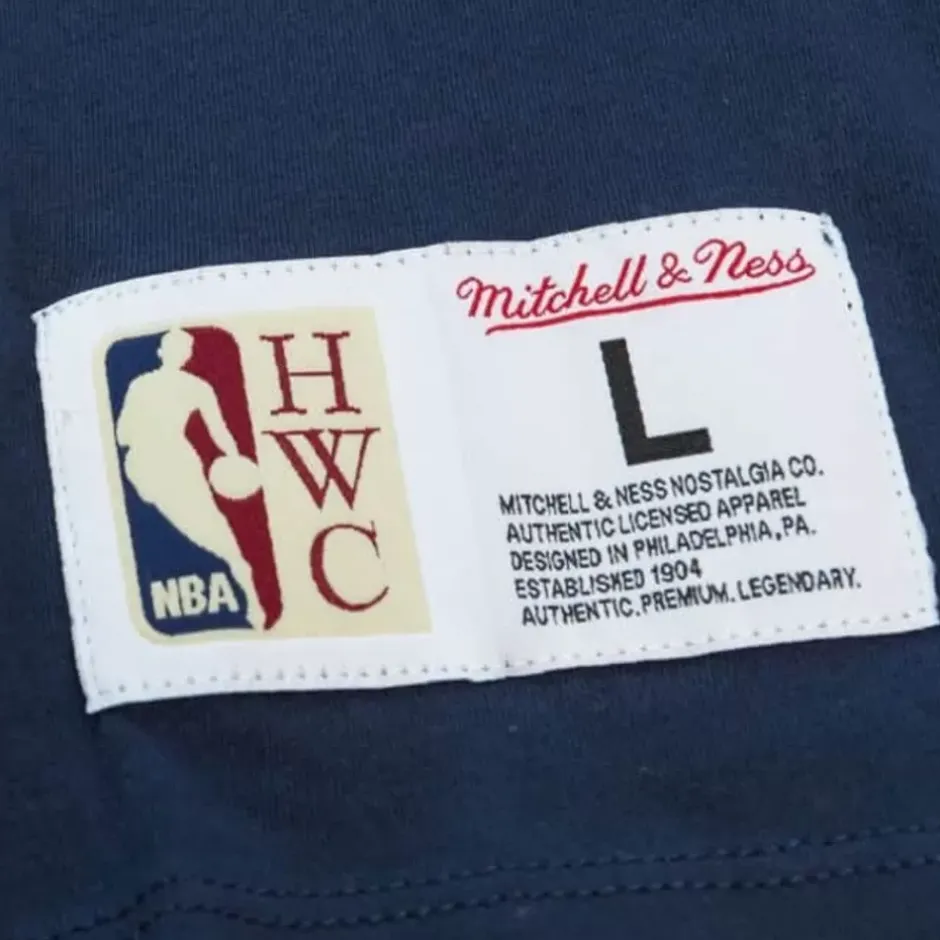 NBA
H
W
C
Mitchell & Ness
L
MITCHELL & NESS NOSTALGIA CO.
AUTHENTIC LICENSED APPAREL
DESIGNED IN PHILADELPHIA, PA.
ESTABLISHED 1904
AUTHENTIC. PREMIUM. LEGENDARY.